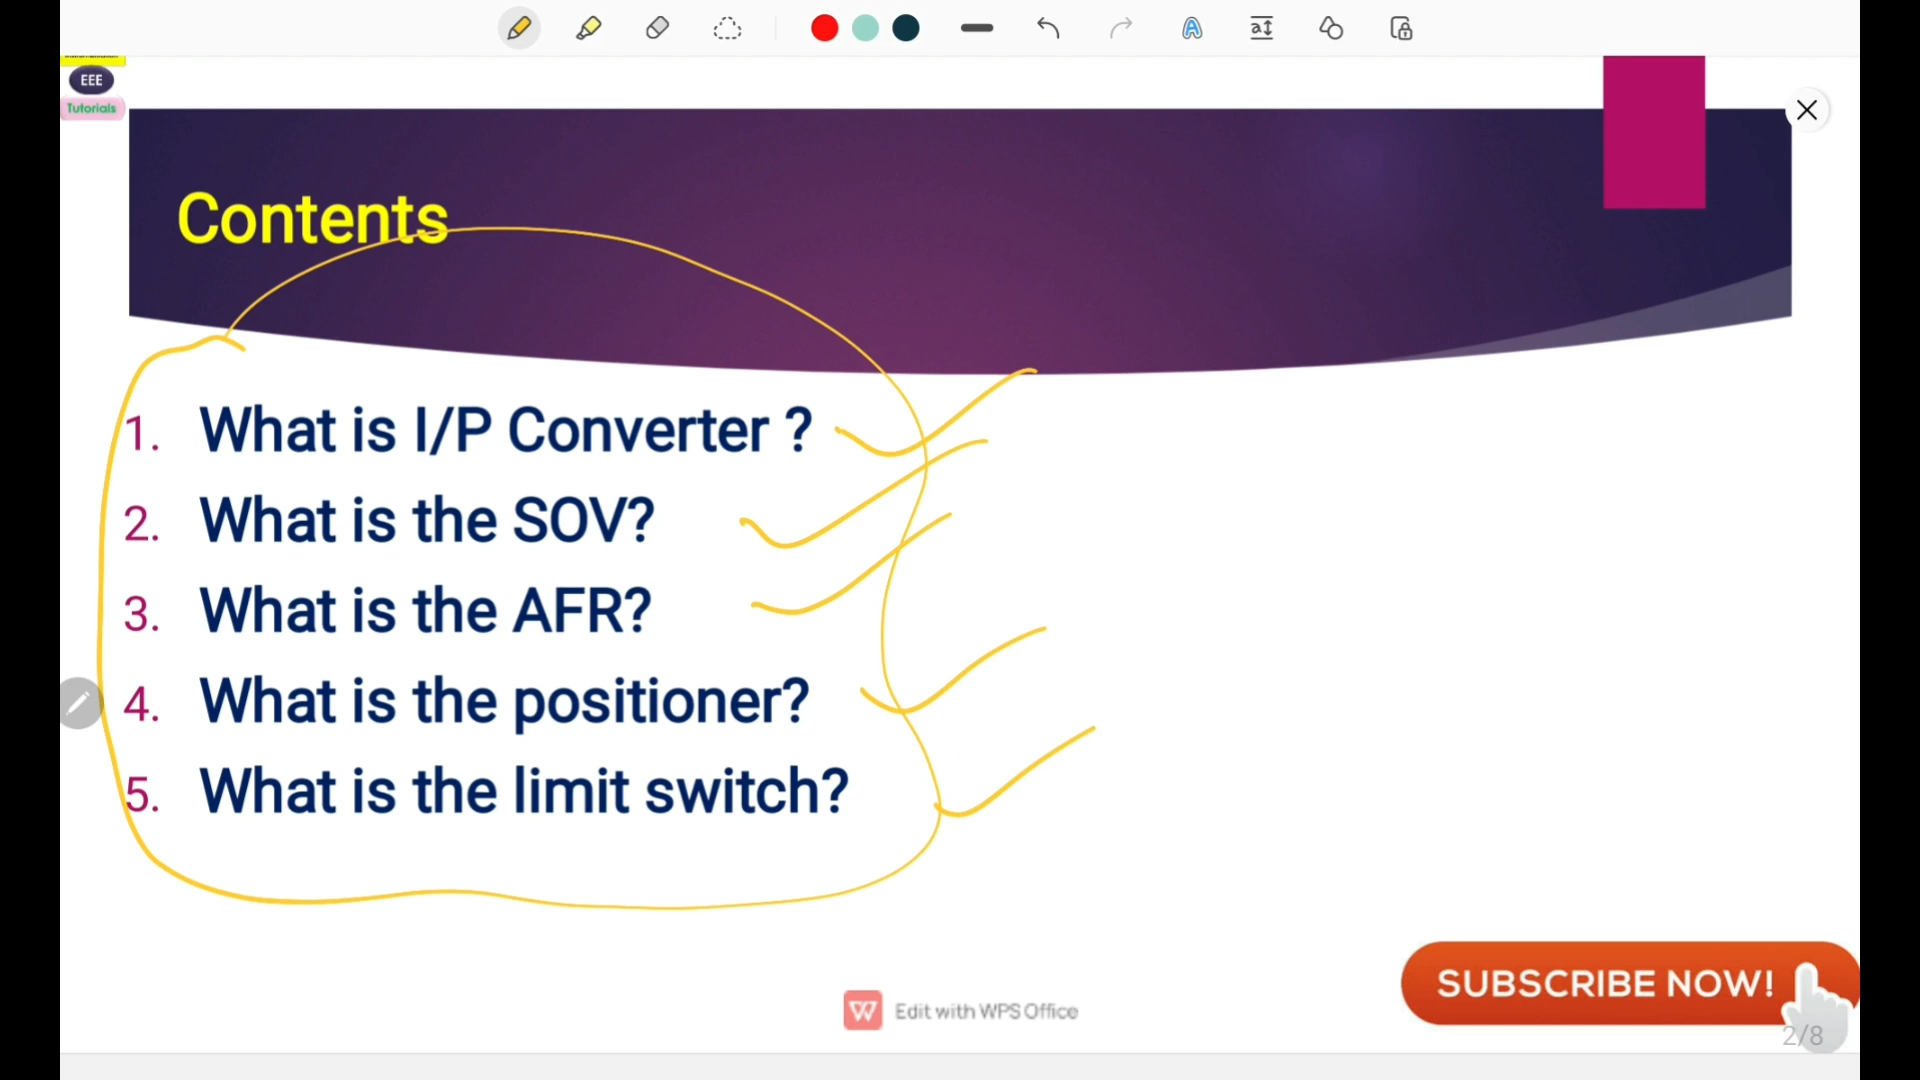 EEE
Tutorials
Contents
1. What is I/P Converter ?
2. What is the SOV?
3. What is the AFR?
4. What is the positioner?
5. What is the limit switch?
Edit with WPS Office
SUBSCRIBE NOW!
2/8